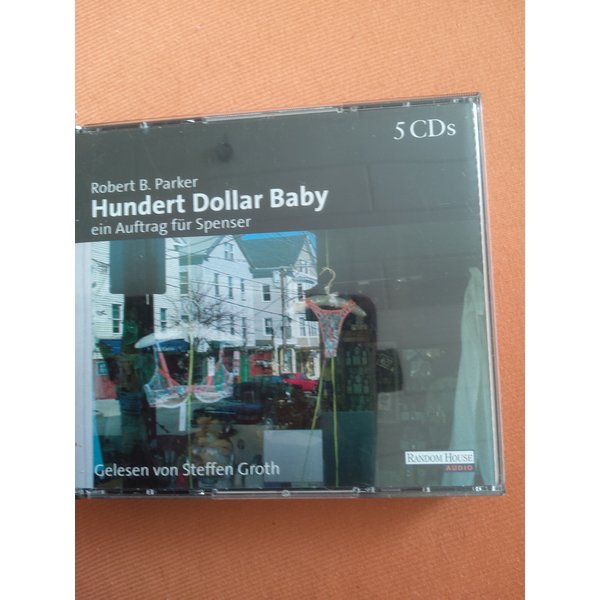 5 CDs
Robert B. Parker
Hundert Dollar Baby
ein Auftrag für Spenser
Gelesen von Steffen Groth
RANDOM HOUSE
AUDIO